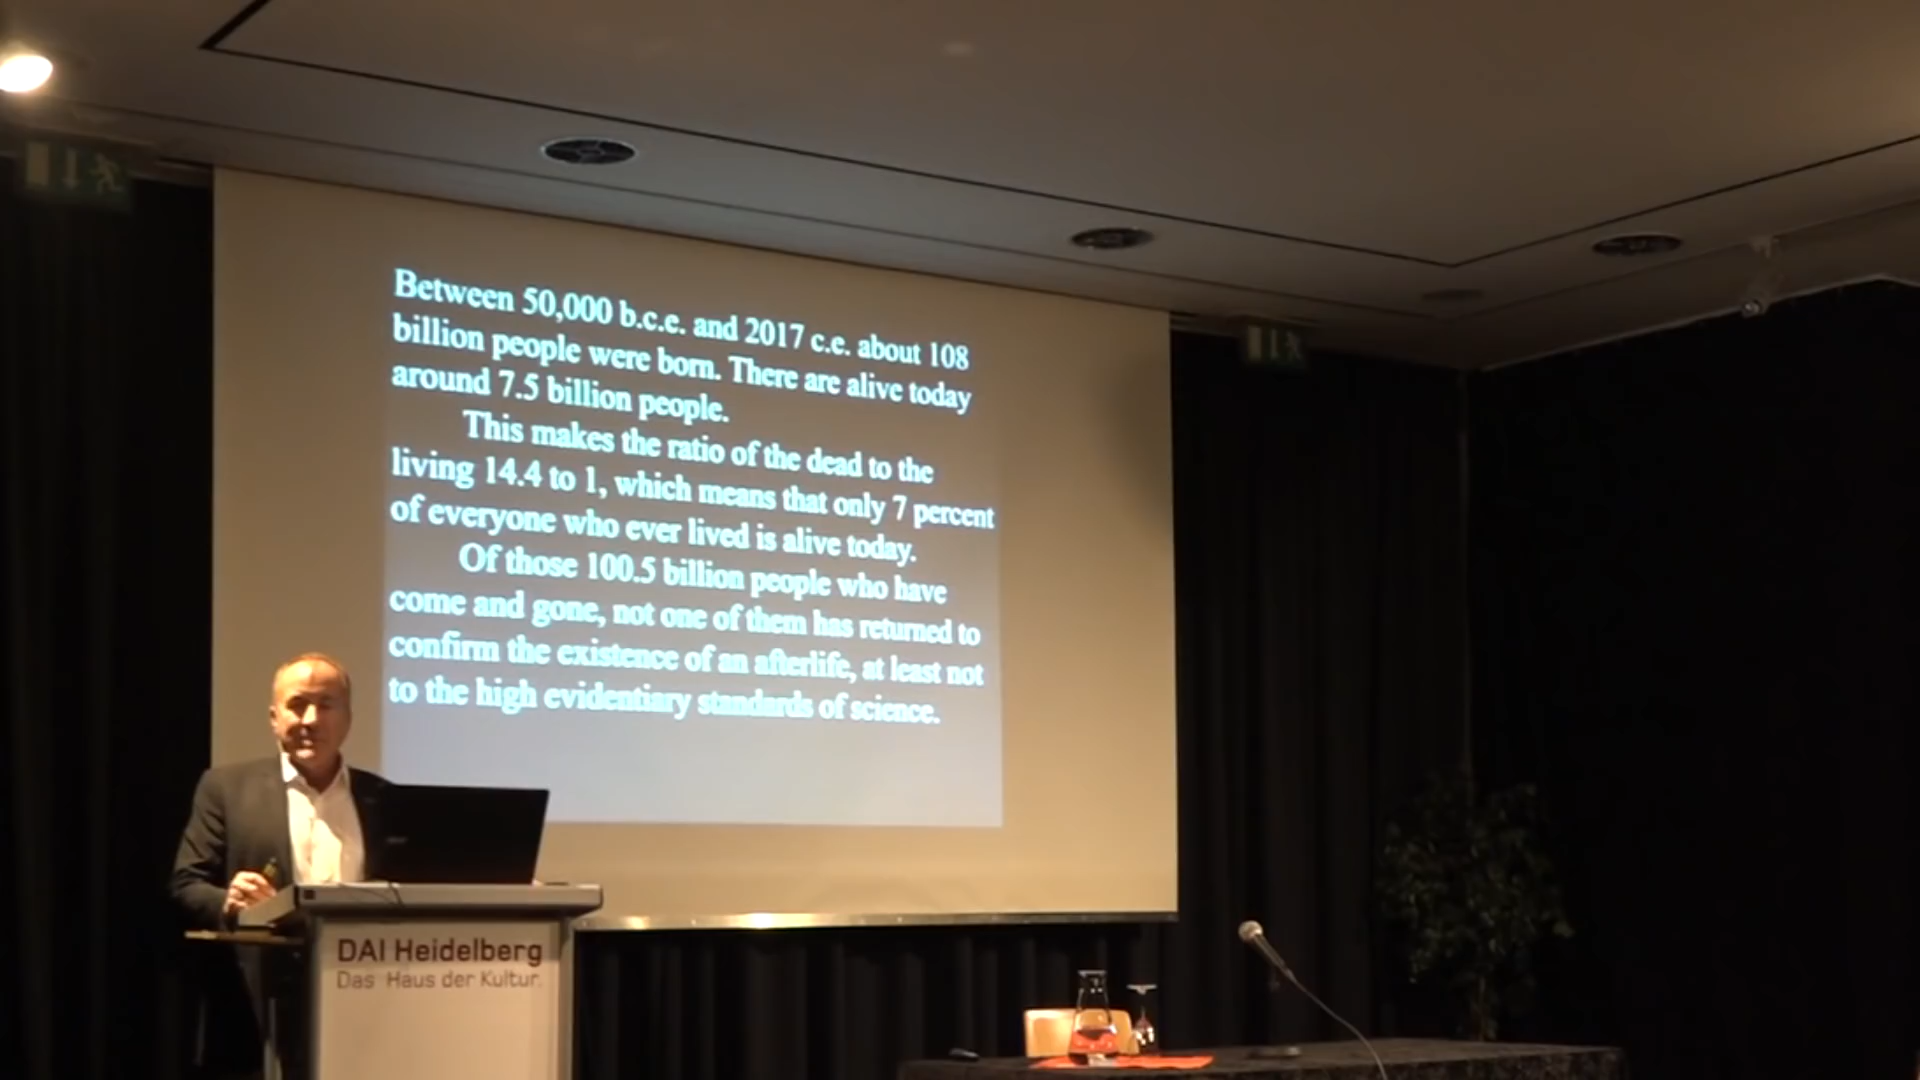 Between 50,000 b.c.e. and 2017 c.e. about 108
billion people were born. There are alive today
around 7.5 billion people.
This makes the ratio of the dead to the
living 14.4 to 1, which means that only 7 percent
of everyone who ever lived is alive today.
Of those 100.5 billion people who have
come and gone, not one of them has returned to
confirm the existence of an afterlife, at least not
to the high evidentiary standards of science.
DAI Heidelberg
Das Haus der Kultur.